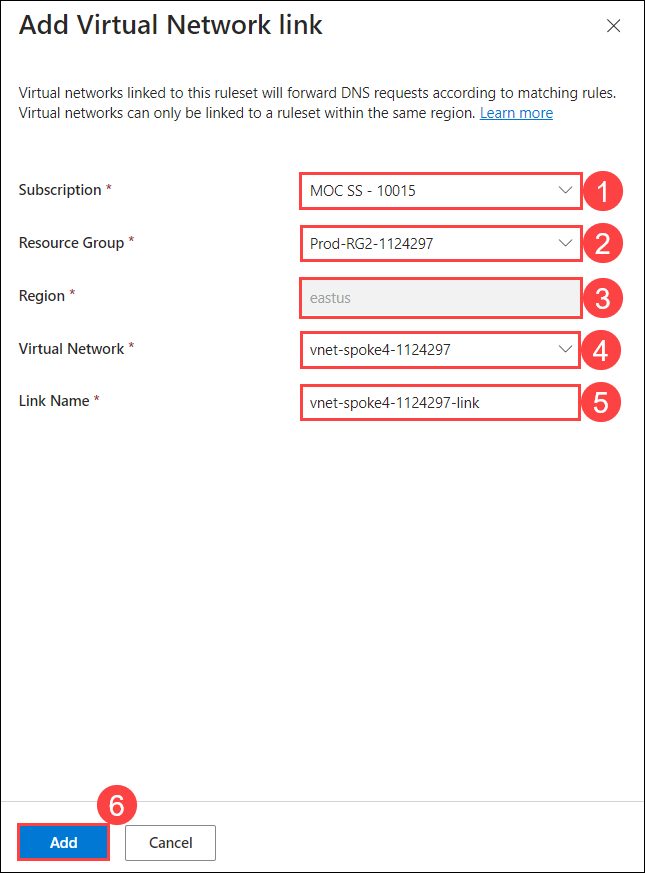 Add Virtual Network link
Virtual networks linked to this ruleset will forward DNS requests according to matching rules.
Virtual networks can only be linked to a ruleset within the same region. Learn more
Subscription * MOC SS - 10015 1
Resource Group * Prod-RG2-1124297 2
Region * eastus 3
Virtual Network * vnet-spoke4-1124297 4
Link Name * vnet-spoke4-1124297-link 5
6
Add Cancel